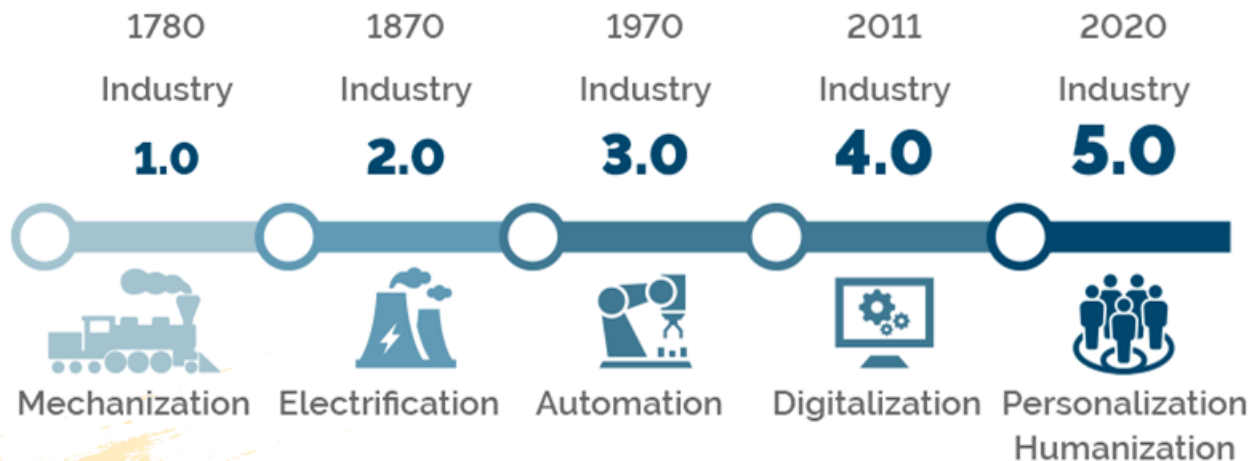 1780 1870 1970 2011 2020
Industry Industry Industry Industry Industry
1.0 2.0 3.0 4.0 5.0
Mechanization Electrification Automation Digitalization Personalization
Humanization